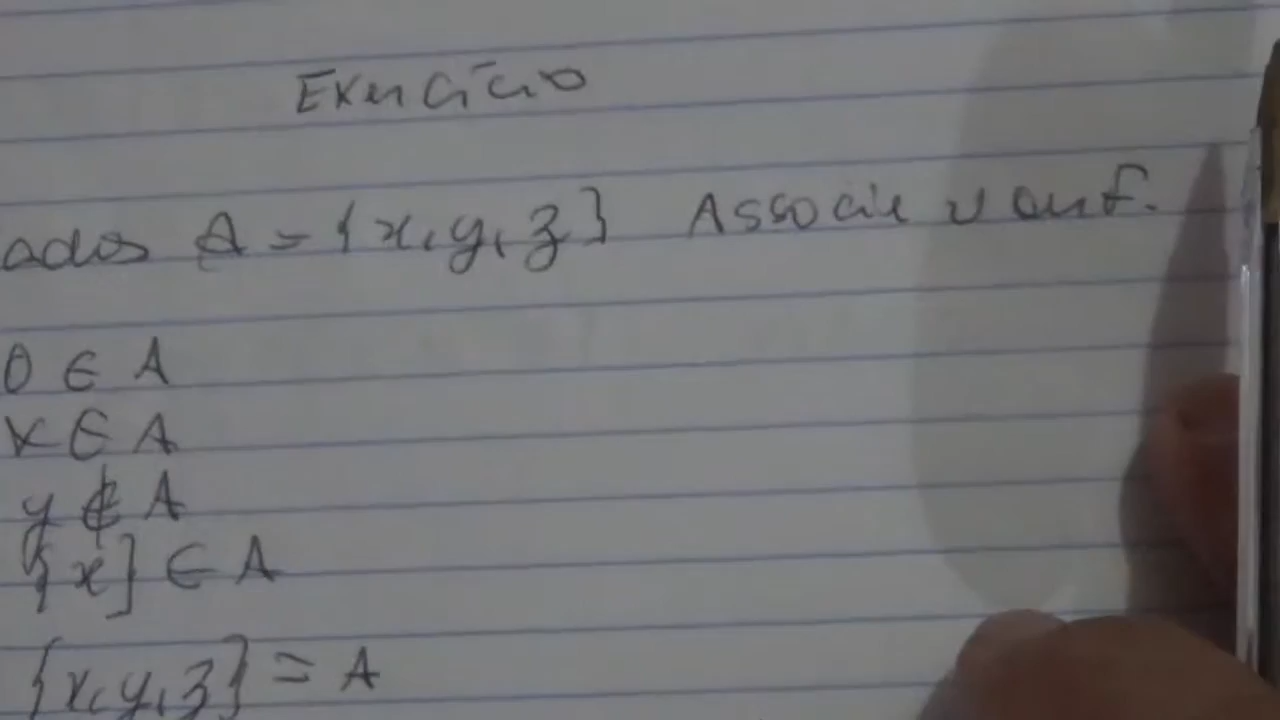 Exercício
ados A = {x, y, z} Associe v ou F.
0 ∈ A
x ∈ A
y ∉ A
{x} ∈ A
{x, y, z} = A